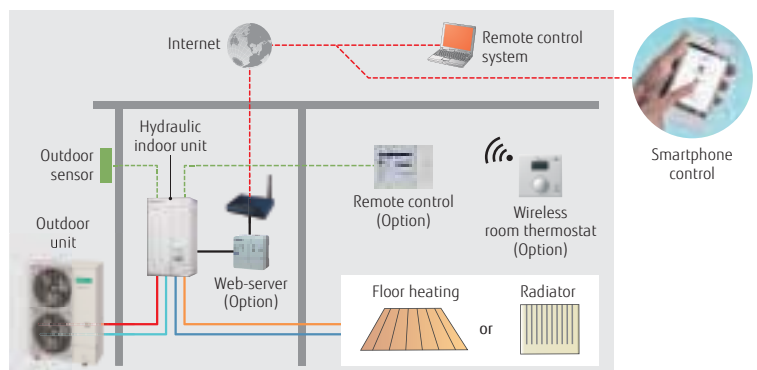 Internet
Remote control
system
Hydraulic
indoor unit
Outdoor
sensor
Smartphone
control
Remote control
(Option)
Wireless
room thermostat
(Option)
Outdoor
unit
Web-server
(Option)
Floor heating
or
Radiator